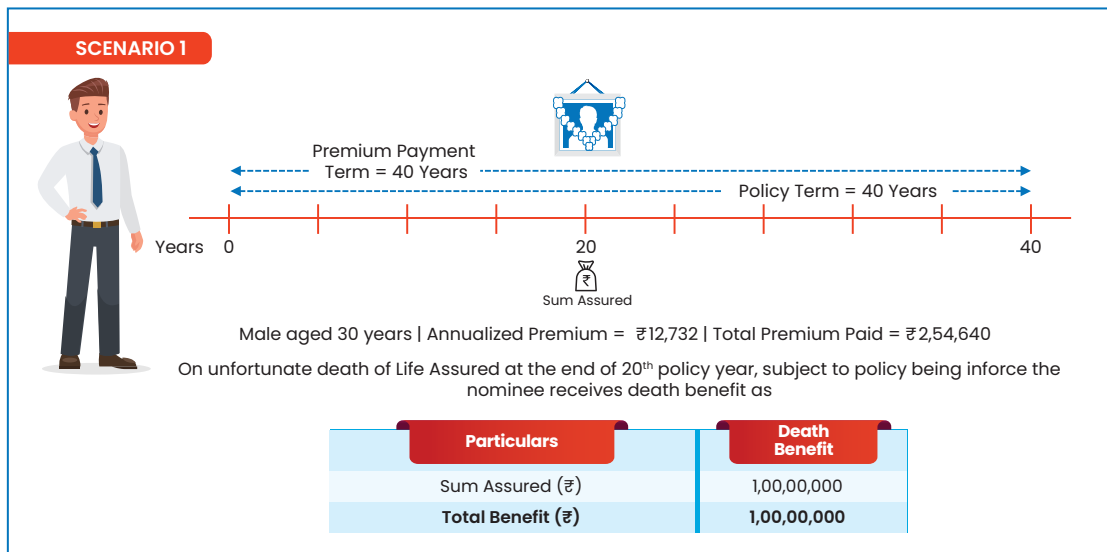 SCENARIO 1
Premium Payment
Term = 40 Years
Policy Term = 40 Years
Years 0 20 40
₹
Sum Assured
Male aged 30 years | Annualized Premium = ₹12,732 | Total Premium Paid = ₹2,54,640
On unfortunate death of Life Assured at the end of 20th policy year, subject to policy being inforce the
nominee receives death benefit as
Particulars Death
Benefit
Sum Assured (₹) 1,00,00,000
Total Benefit (₹) 1,00,00,000